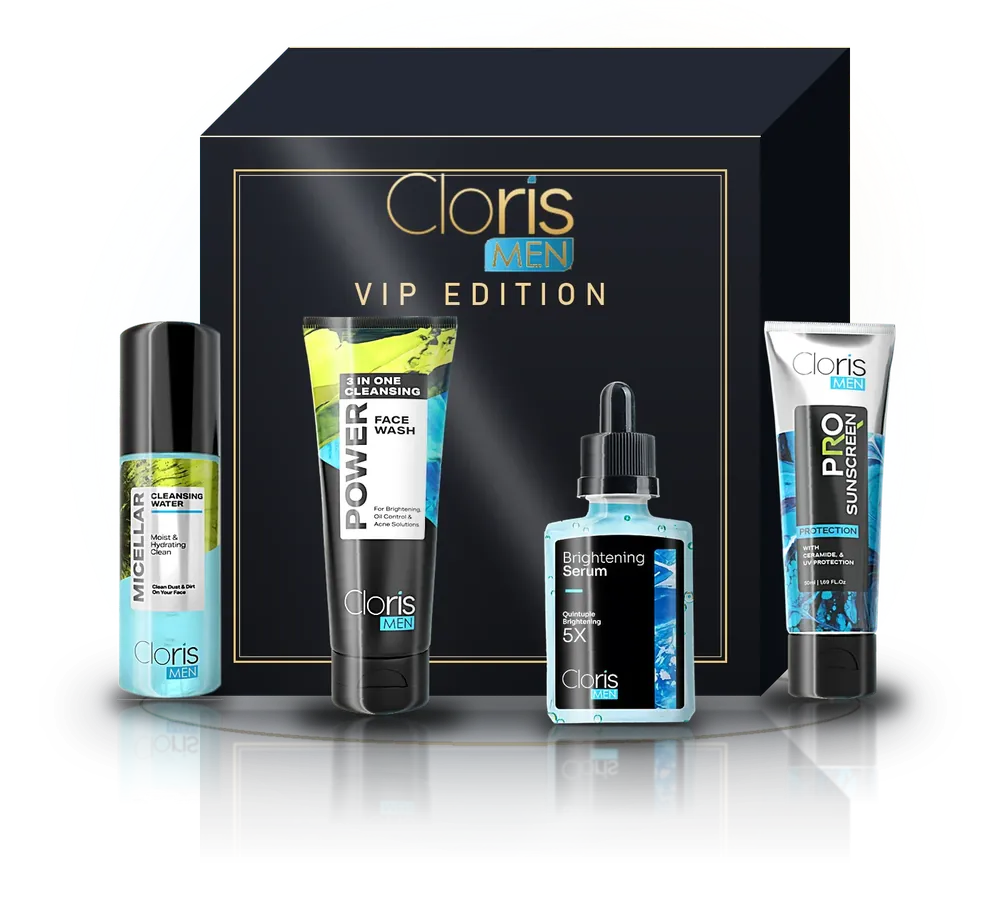 Cloris
MEN
VIP EDITION
MICELLAR
CLEANSING
WATER
Moist &
Hydrating
Clean
Clean Dust & Dirt
On Your Face
Cloris
MEN
3 IN ONE
CLEANSING
POWER
FACE
WASH
For Brightening,
Oil Control &
Acne Solutions.
Cloris
MEN
Brightening
Serum
Quintuple
Brightening
5X
Cloris
MEN
Cloris
MEN
PRO
SUNSCREEN
PROTECTION
WITH
CERAMIDE, &
UV PROTECTION
50ml | 1,69 FL.Oz